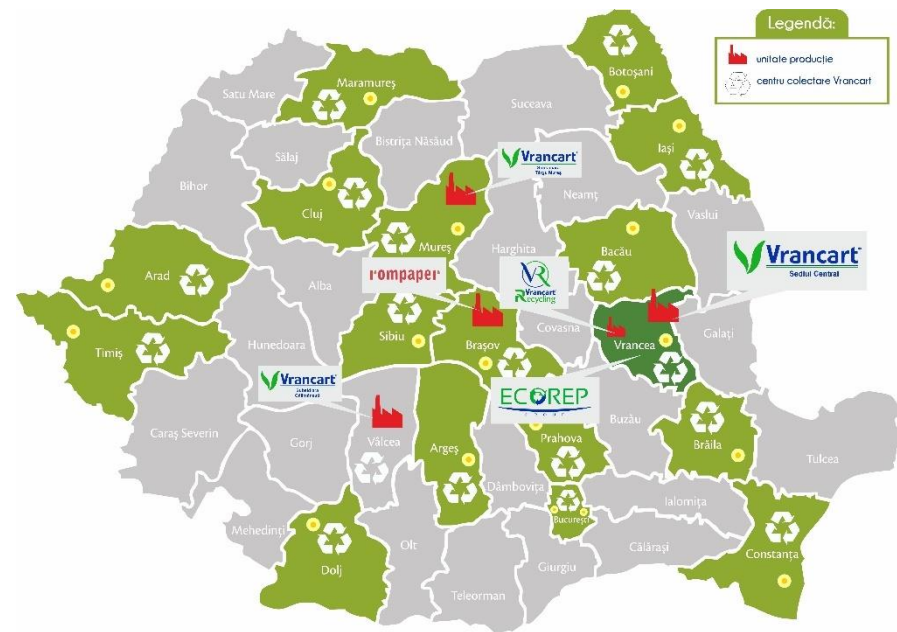 Legendă:
unitate producție
centru colectare Vrancart
Botoșani
Maramureș
Satu Mare
Suceava
Iași
Bistrița Năsăud
Sălaj
Vrancart
Bihor
Neamț
Cluj
Vaslui
Mureș
Harghita
Bacău
Vrancart
Sediul Central
rompaper
VR
Vrancart
Recycling
Arad
Alba
Covasna
Galați
Sibiu
Brașov
Vrancea
Timiș
Hunedoara
Vrancart
ECOREP
Caraș Severin
Gorj
Vâlcea
Argeș
Prahova
Buzău
Brăila
Tulcea
Dâmbovița
București
Ialomița
Mehedinți
Olt
Dolj
Călărași
Constanța
Giurgiu
Teleorman